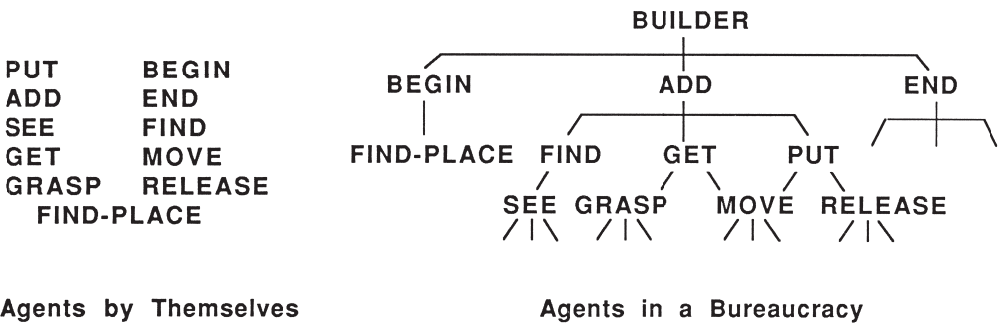 PUT BEGIN
ADD END
SEE FIND
GET MOVE
GRASP RELEASE
FIND-PLACE
Agents by Themselves
BUILDER
BEGIN ADD END
FIND-PLACE FIND GET PUT
SEE GRASP MOVE RELEASE
Agents in a Bureaucracy